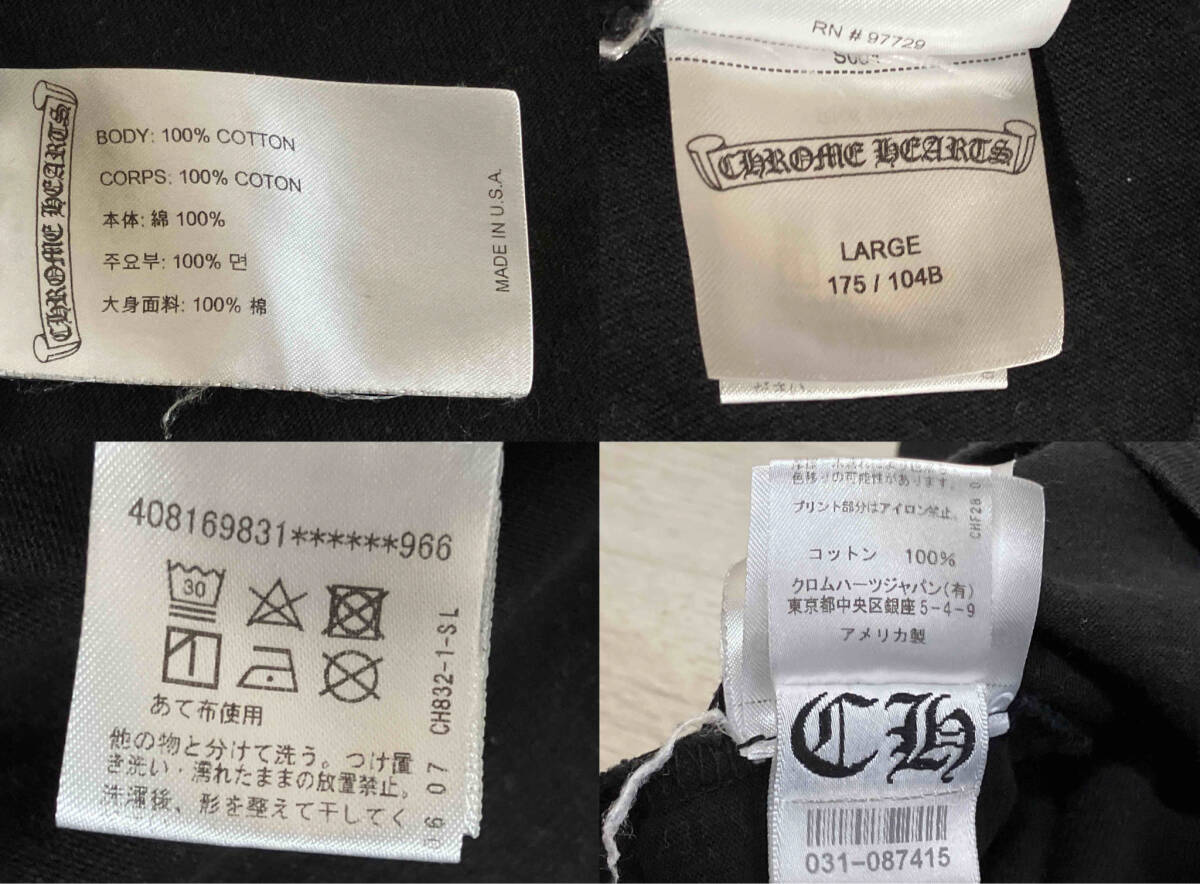 CHROME HEARTS
BODY: 100% COTTON
CORPS: 100% COTON
本体: 綿 100%
주요부: 100% 면
大身面料: 100% 棉
MADE IN U.S.A.
RN # 97729
CHROME HEARTS
LARGE
175 / 104B
ださい
408169831******966
30
あて布使用
他の物と分けて洗う。つけ置
き洗い・濡れたままの放置禁止。
洗濯後、形を整えて干してく
CH832-1-SL
06 07
色移りの可能性があります。
プリント部分はアイロン禁止。
CHF28 0
コットン 100%
クロムハーツジャパン(有)
東京都中央区銀座5-4-9
アメリカ製
CH
031-087415